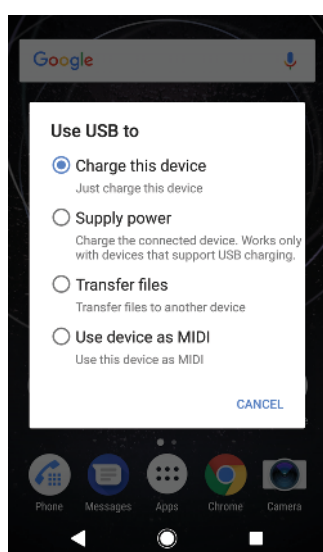 Google
Use USB to
Charge this device
Just charge this device
Supply power
Charge the connected device. Works only
with devices that support USB charging.
Transfer files
Transfer files to another device
Use device as MIDI
Use this device as MIDI
CANCEL
Phone Messages Apps Chrome Camera